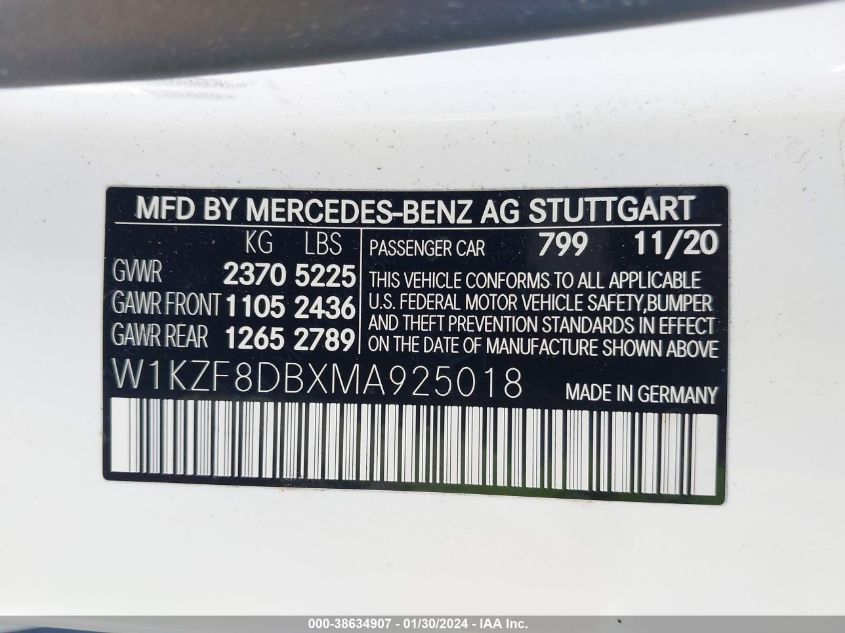 MFD BY MERCEDES-BENZ AG STUTTGART
KG LBS
GVWR 2370 5225
GAWR FRONT 1105 2436
GAWR REAR 1265 2789
PASSENGER CAR 799 11/20
THIS VEHICLE CONFORMS TO ALL APPLICABLE
U.S. FEDERAL MOTOR VEHICLE SAFETY,BUMPER
AND THEFT PREVENTION STANDARDS IN EFFECT
ON THE DATE OF MANUFACTURE SHOWN ABOVE.
W1KZF8DBXMA925018 MADE IN GERMANY
000-38634907 - 01/30/2024 - IAA Inc.